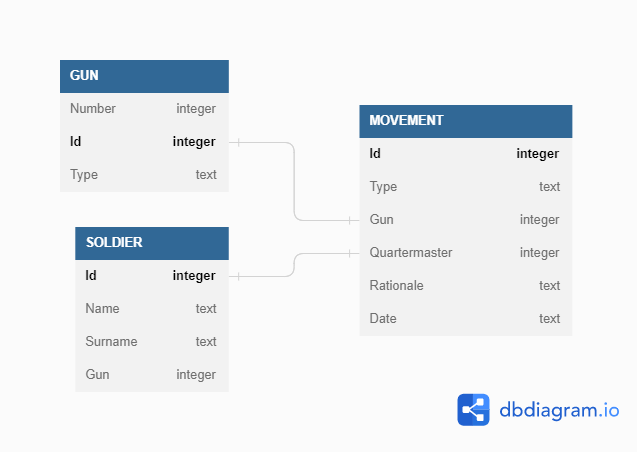 GUN
Number integer
Id integer
Type text
SOLDIER
Id integer
Name text
Surname text
Gun integer
MOVEMENT
Id integer
Type text
Gun integer
Quartermaster integer
Rationale text
Date text
dbdiagram.io